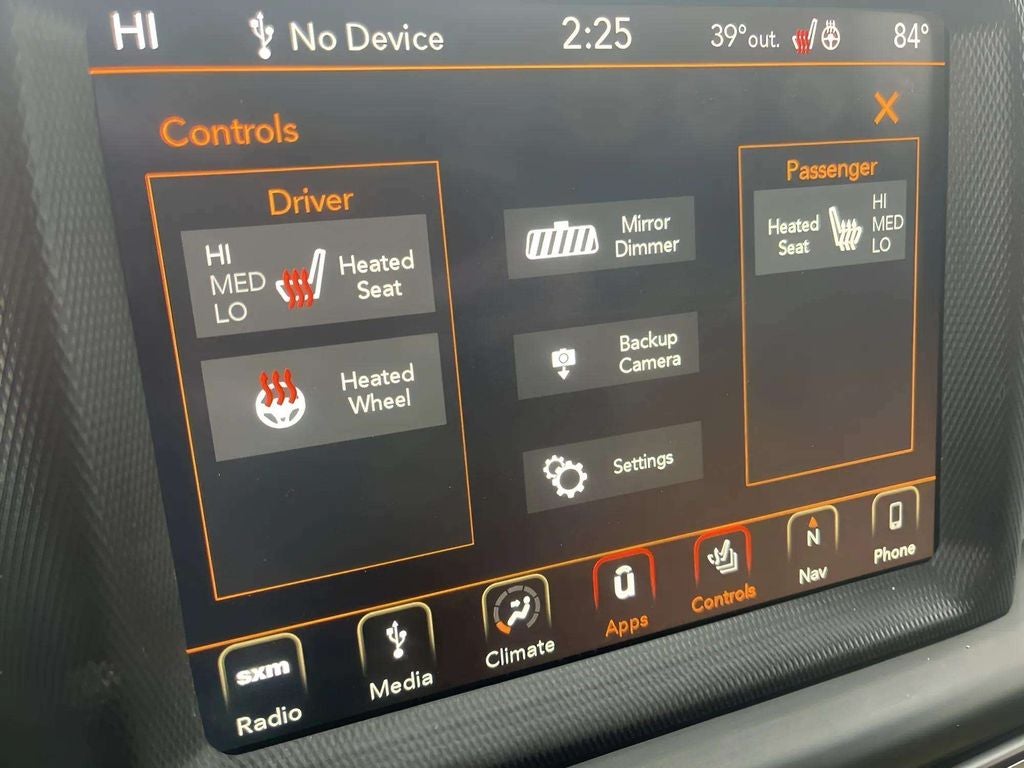 HI No Device 2:25 39°out. 84°
Controls X
Driver
HI
MED
LO
Heated
Seat
Heated
Wheel
Mirror
Dimmer
Backup
Camera
Settings
Passenger
Heated
Seat
HI
MED
LO
sxm
Radio
Media
Climate
u
Apps
Controls
N
Nav
Phone